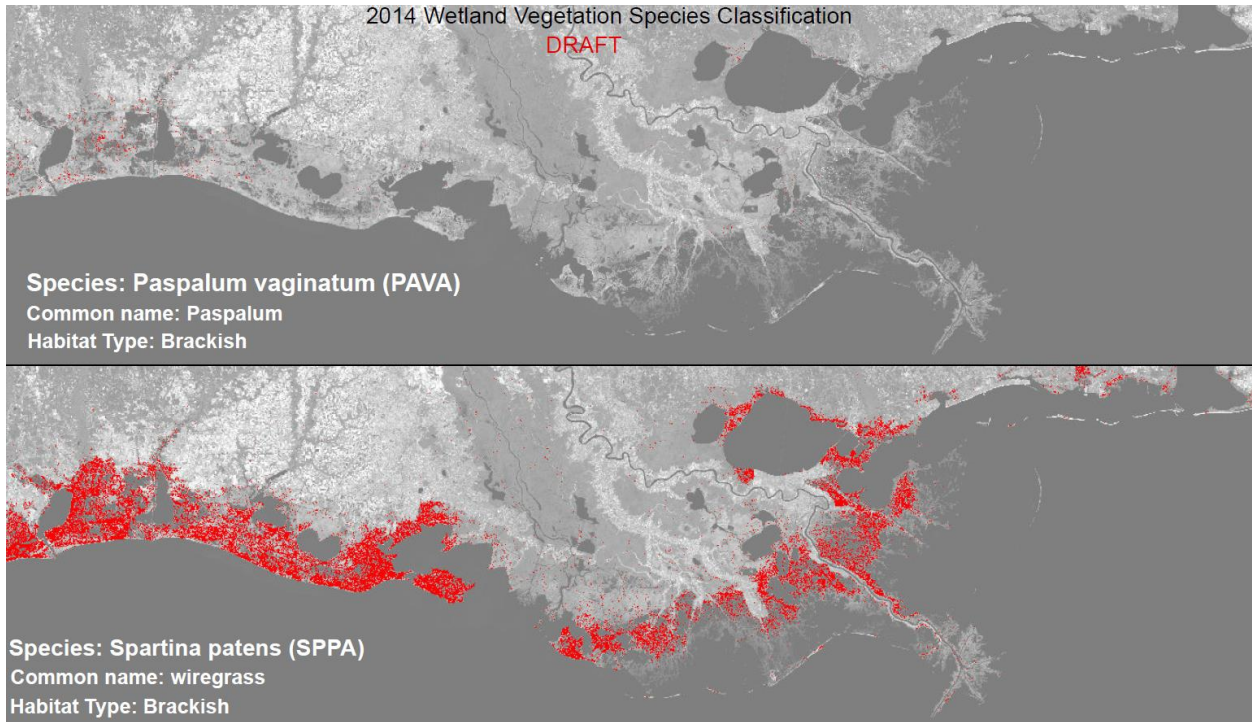 2014 Wetland Vegetation Species Classification
DRAFT
Species: Paspalum vaginatum (PAVA)
Common name: Paspalum
Habitat Type: Brackish
Species: Spartina patens (SPPA)
Common name: wiregrass
Habitat Type: Brackish